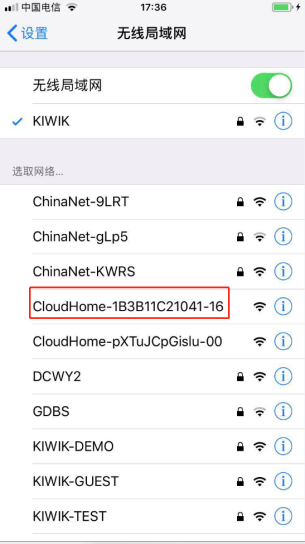 中国电信 17:36
设置 无线局域网
无线局域网
KIWIK
选取网络...
ChinaNet-9LRT
ChinaNet-gLp5
ChinaNet-KWRS
CloudHome-1B3B11C21041-16
CloudHome-pXTuJCpGislu-00
DCWY2
GDBS
KIWIK-DEMO
KIWIK-GUEST
KIWIK-TEST